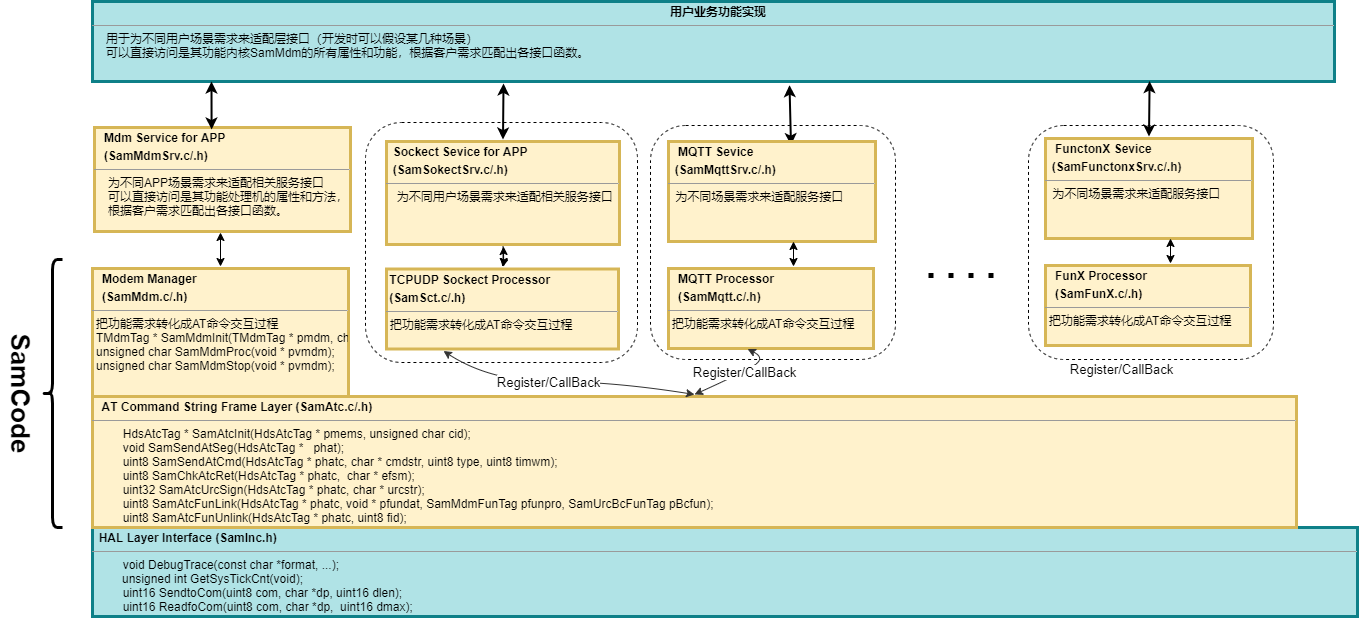 用户业务功能实现
用于为不同用户场景需求来适配层接口（开发时可以假设某几种场景）
可以直接访问是其功能内核SamMdm的所有属性和功能，根据客户需求匹配出各接口函数。
Mdm Service for APP
(SamMdmSrv.c/.h)
为不同APP场景需求来适配相关服务接口
可以直接访问是其功能处理机的属性和方法，
根据客户需求匹配出各接口函数。
Sockect Sevice for APP
(SamSokectSrv.c/.h)
为不同用户场景需求来适配相关服务接口
MQTT Sevice
(SamMqttSrv.c/.h)
为不同场景需求来适配服务接口
FunctonX Sevice
(SamFunctonxSrv.c/.h)
为不同场景需求来适配服务接口
SamCode
Modem Manager
(SamMdm.c/.h)
把功能需求转化成AT命令交互过程
TMdmTag * SamMdmInit(TMdmTag * pmdm, ch
unsigned char SamMdmProc(void * pvmdm);
unsigned char SamMdmStop(void * pvmdm);
TCPUDP Sockect Processor
(SamSct.c/.h)
把功能需求转化成AT命令交互过程
MQTT Processor
(SamMqtt.c/.h)
把功能需求转化成AT命令交互过程
. . . .
FunX Processor
(SamFunX.c/.h)
把功能需求转化成AT命令交互过程
Register/CallBack
Register/CallBack
Register/CallBack
AT Command String Frame Layer (SamAtc.c/.h)
HdsAtcTag * SamAtcInit(HdsAtcTag * pmems, unsigned char cid);
void SamSendAtSeg(HdsAtcTag * phat);
uint8 SamSendAtCmd(HdsAtcTag * phatc, char * cmdstr, uint8 type, uint8 timwm);
uint8 SamChkAtcRet(HdsAtcTag * phatc, char * efsm);
uint32 SamAtcUrcSign(HdsAtcTag * phatc, char * urcstr);
uint8 SamAtcFunLink(HdsAtcTag * phatc, void * pfundat, SamMdmFunTag pfunpro, SamUrcBcFunTag pBcfun);
uint8 SamAtcFunUnlink(HdsAtcTag * phatc, uint8 fid);
HAL Layer Interface (SamInc.h)
void DebugTrace(const char *format, ...);
unsigned int GetSysTickCnt(void);
uint16 SendtoCom(uint8 com, char *dp, uint16 dlen);
uint16 ReadfoCom(uint8 com, char *dp, uint16 dmax);